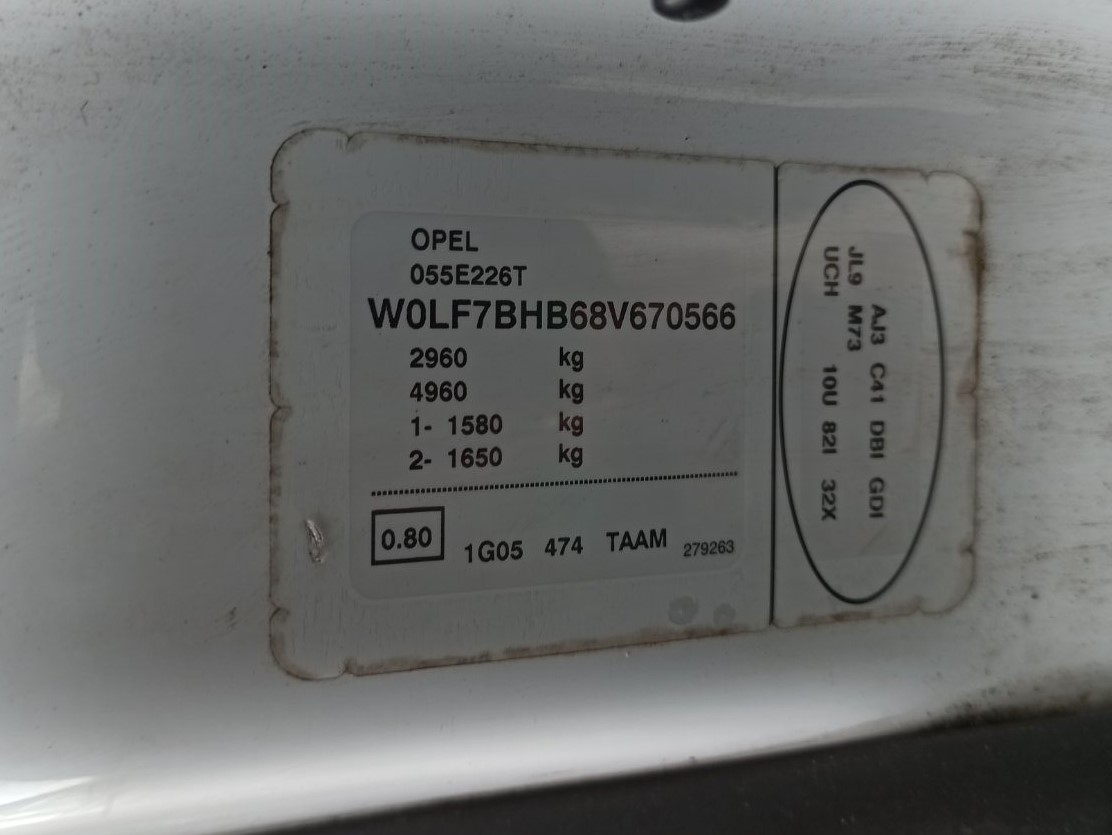 OPEL
055E226T
W0LF7BHB68V670566
2960 kg
4960 kg
1- 1580 kg
2- 1650 kg
0.80 1G05 474 TAAM 279263
AJ3 C41 DBI GDI
JL9 M73
UCH 10U 82I 32X